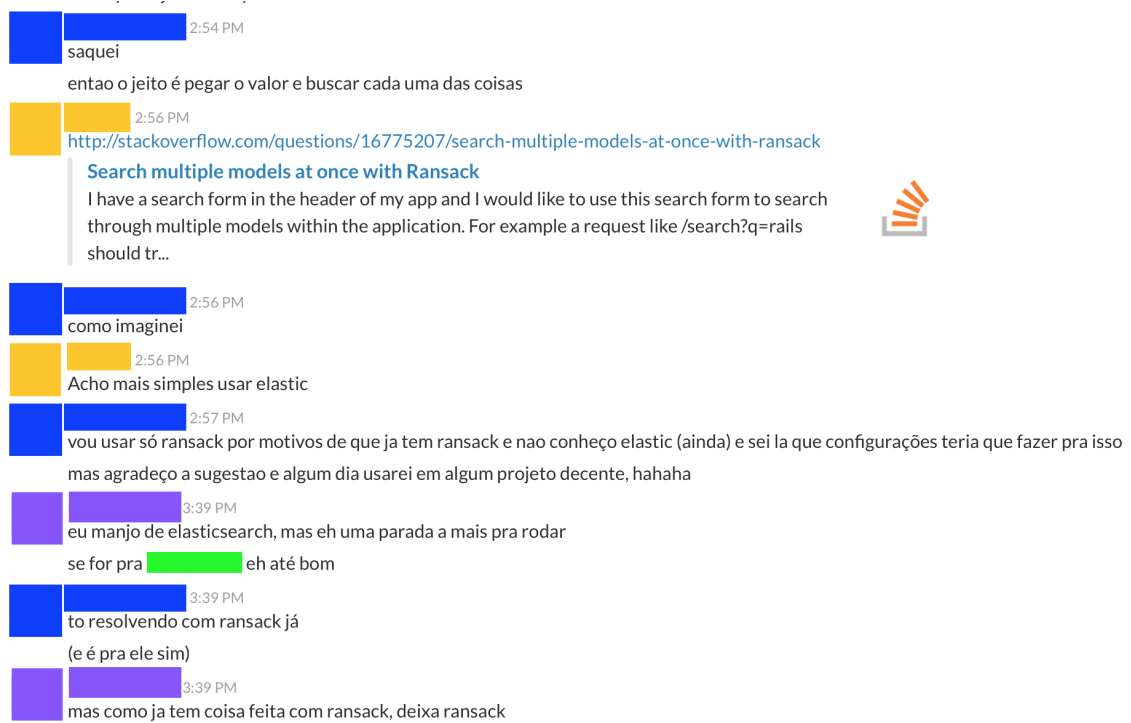 2:54 PM
saquei
entao o jeito é pegar o valor e buscar cada uma das coisas
2:56 PM
http://stackoverflow.com/questions/16775207/search-multiple-models-at-once-with-ransack
Search multiple models at once with Ransack
I have a search form in the header of my app and I would like to use this search form to search
through multiple models within the application. For example a request like /search?q=rails
should tr...
2:56 PM
como imaginei
2:56 PM
Acho mais simples usar elastic
2:57 PM
vou usar só ransack por motivos de que ja tem ransack e nao conheço elastic (ainda) e sei la que configurações teria que fazer pra isso
mas agradeço a sugestao e algum dia usarei em algum projeto decente, hahaha
3:39 PM
eu manjo de elasticsearch, mas eh uma parada a mais pra rodar
se for pra eh até bom
3:39 PM
to resolvendo com ransack já
(e é pra ele sim)
3:39 PM
mas como ja tem coisa feita com ransack, deixa ransack